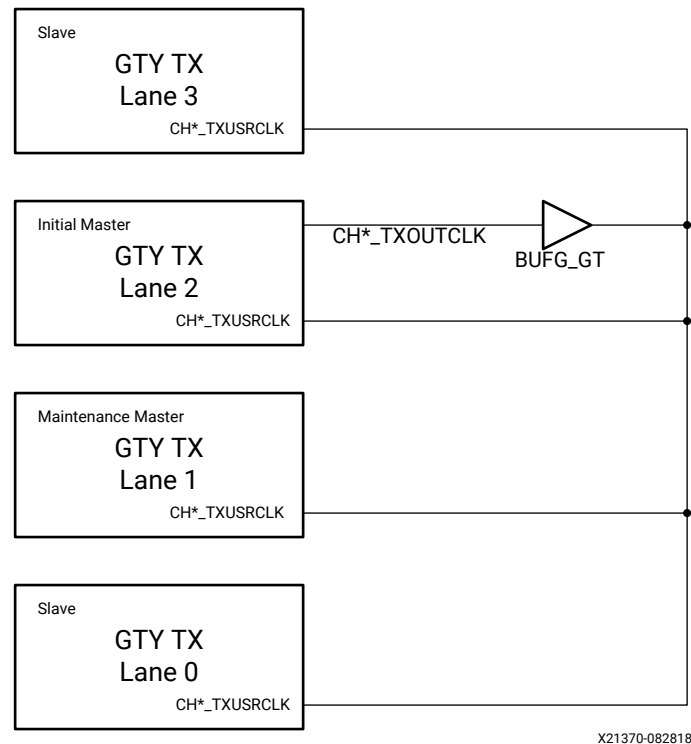 Slave
GTY TX
Lane 3
CH*_TXUSRCLK
Initial Master
GTY TX
Lane 2
CH*_TXOUTCLK
BUFG_GT
CH*_TXUSRCLK
Maintenance Master
GTY TX
Lane 1
CH*_TXUSRCLK
Slave
GTY TX
Lane 0
CH*_TXUSRCLK
X21370-082818